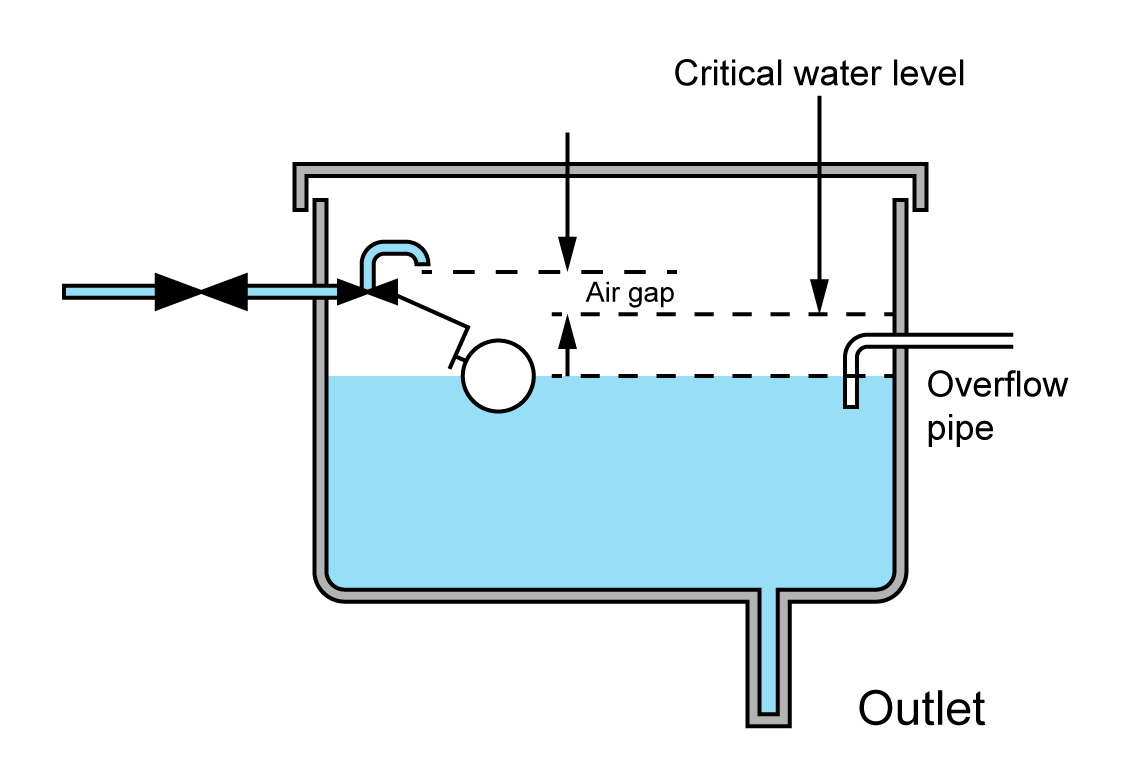 Critical water level
Air gap
Overflow
pipe
Outlet